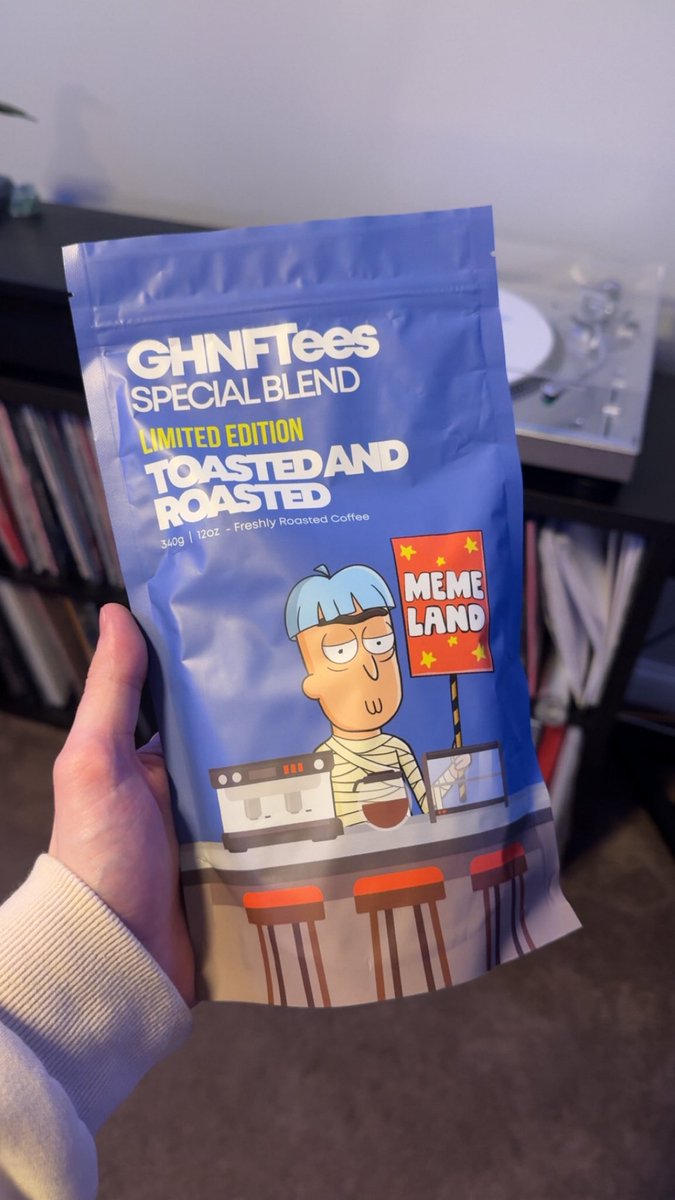 GHNFTees
SPECIAL BLEND
LIMITED EDITION
TOASTED AND
ROASTED
340g | 12oz - Freshly Roasted Coffee
MEME
LAND